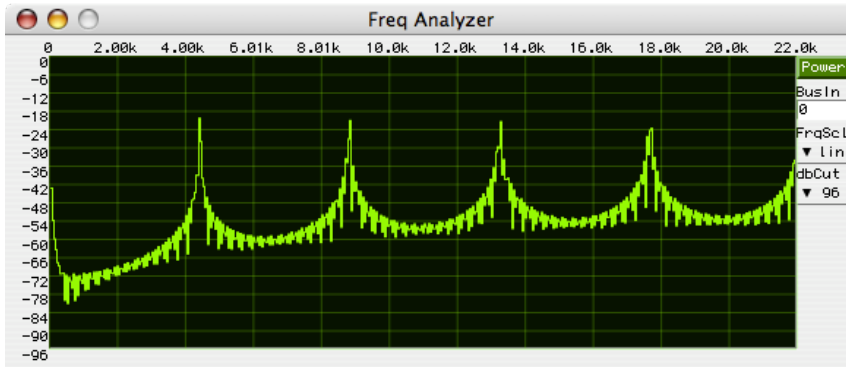 Freq Analyzer
0 2.00k 4.00k 6.01k 8.01k 10.0k 12.0k 14.0k 16.0k 18.0k 20.0k 22.0k
0
-6
-12
-18
-24
-30
-36
-42
-48
-54
-60
-66
-72
-78
-84
-90
-96
Power
BusIn
0
FrqScl
▼ lin
dbCut
▼ 96